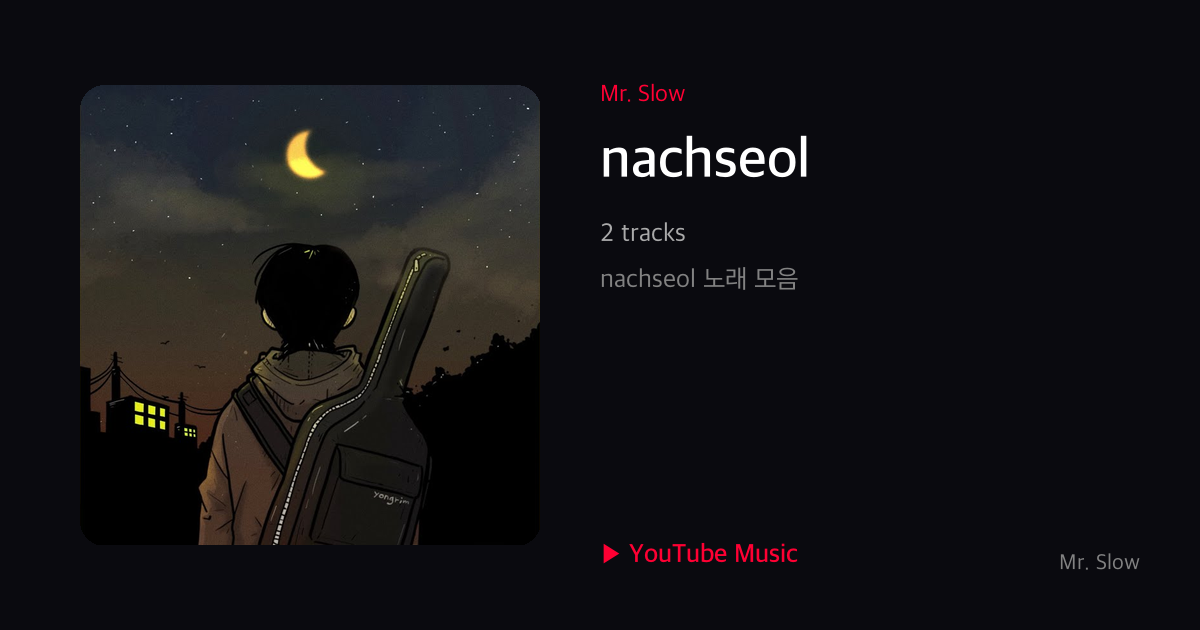 Mr. Slow
nachseol
2 tracks
nachseol 노래 모음
yongrim
YouTube Music
Mr. Slow